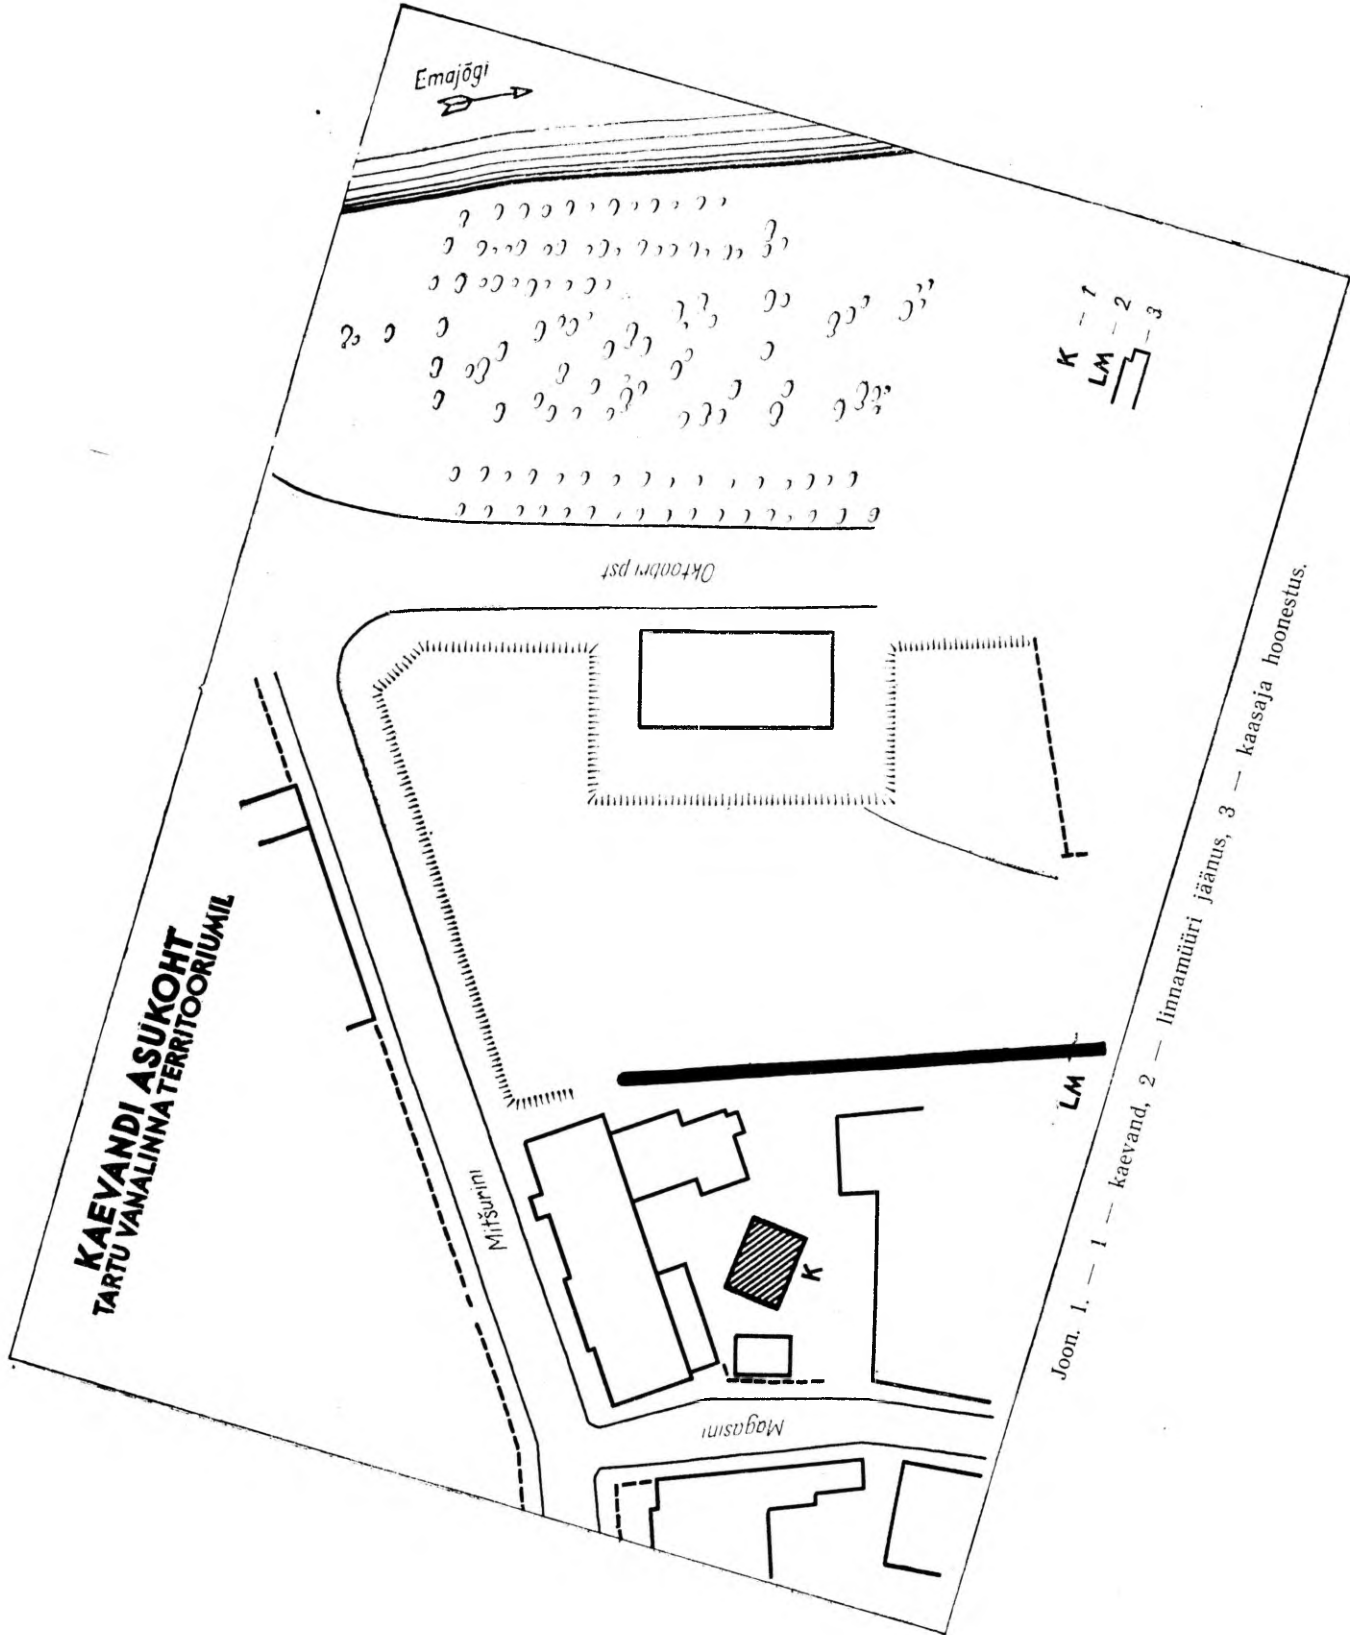 KAEVANDI ASUKOHT
TARTU VANALINNA TERRITOORIUMIL
Emajõgi
Oktoobri pst
Mitšurini
Magasini
K
LM
K – 1
LM – 2
– 3
Joon. 1. — 1 — kaevand, 2 — linnamüüri jäänus, 3 — kaasaja hoonestus.